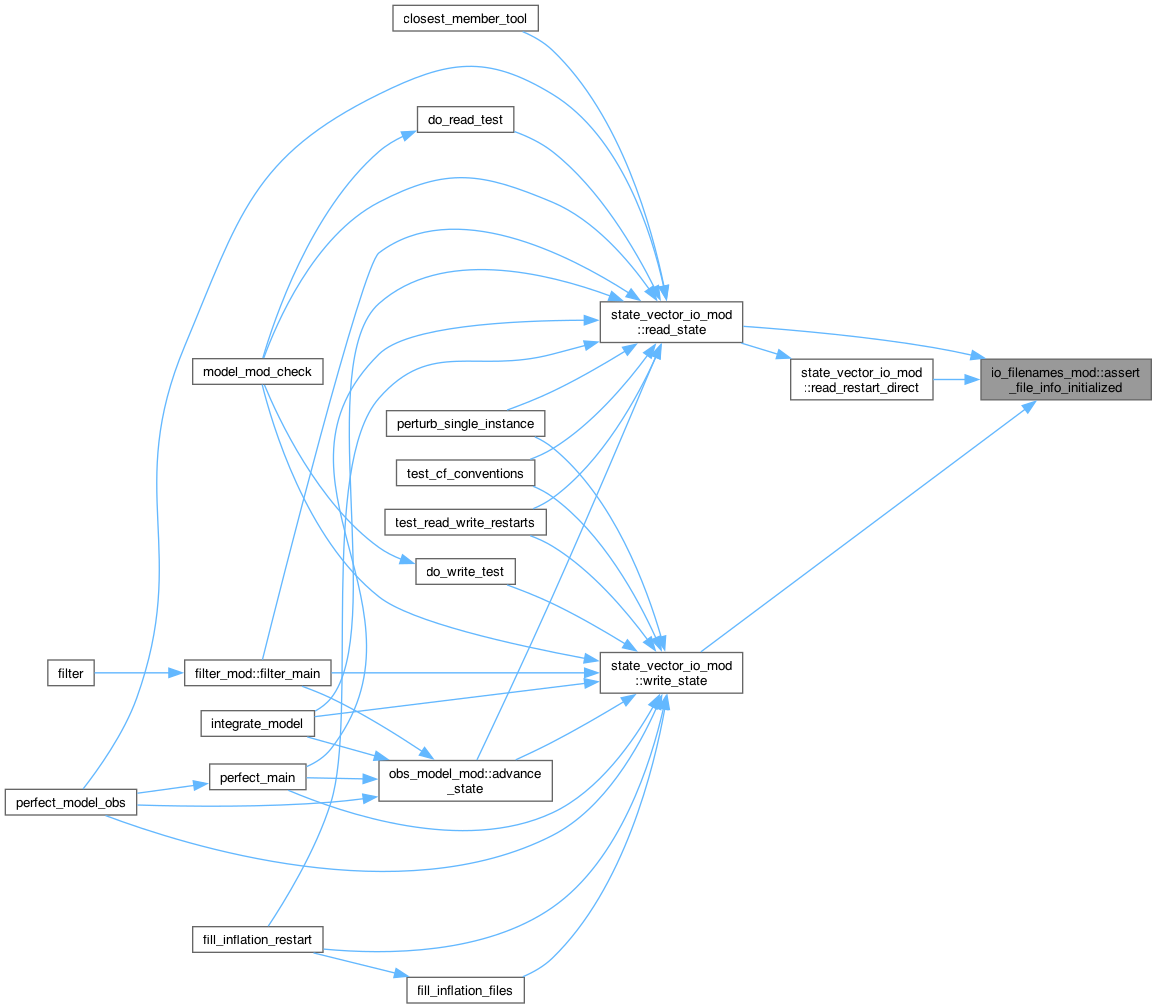 closest_member_tool
do_read_test
state_vector_io_mod
::read_state
model_mod_check
state_vector_io_mod
::read_restart_direct
io_filenames_mod::assert
_file_info_initialized
perturb_single_instance
test_cf_conventions
test_read_write_restarts
do_write_test
state_vector_io_mod
::write_state
filter
filter_mod::filter_main
integrate_model
perfect_main
obs_model_mod::advance
_state
perfect_model_obs
fill_inflation_restart
fill_inflation_files